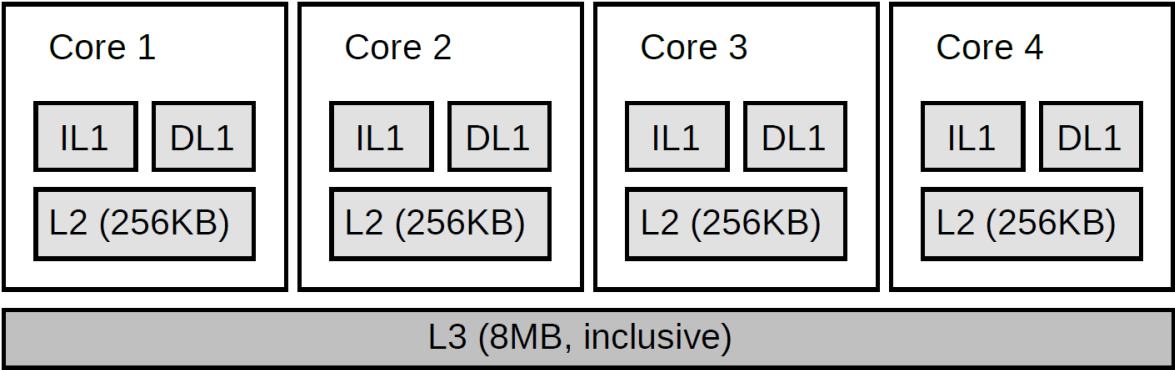 Core 1
IL1 DL1
L2 (256KB)
Core 2
IL1 DL1
L2 (256KB)
Core 3
IL1 DL1
L2 (256KB)
Core 4
IL1 DL1
L2 (256KB)
L3 (8MB, inclusive)